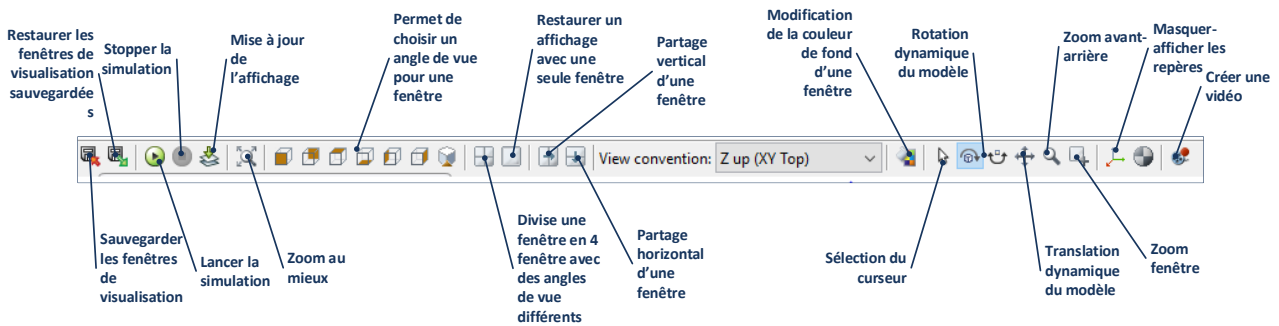 Restaurer les
fenêtres de
visualisation
sauvegardée
s
Stopper la
simulation
Mise à jour
de
l’affichage
Permet de
choisir un
angle de vue
pour une
fenêtre
Restaurer un
affichage
avec une
seule fenêtre
Partage
vertical
d’une
fenêtre
Modification
de la couleur
de fond
d’une
fenêtre
Rotation
dynamique
du modèle
Zoom avant-
arrière
Masquer-
afficher les
repères
Créer une
vidéo
View convention:
Z up (XY Top)
Sauvegarder
les fenêtres
de
visualisation
Lancer la
simulation
Zoom au
mieux
Divise une
fenêtre en 4
fenêtre avec
des angles
de vue
différents
Partage
horizontal
d’une
fenêtre
Sélection du
curseur
Translation
dynamique
du modèle
Zoom
fenêtre